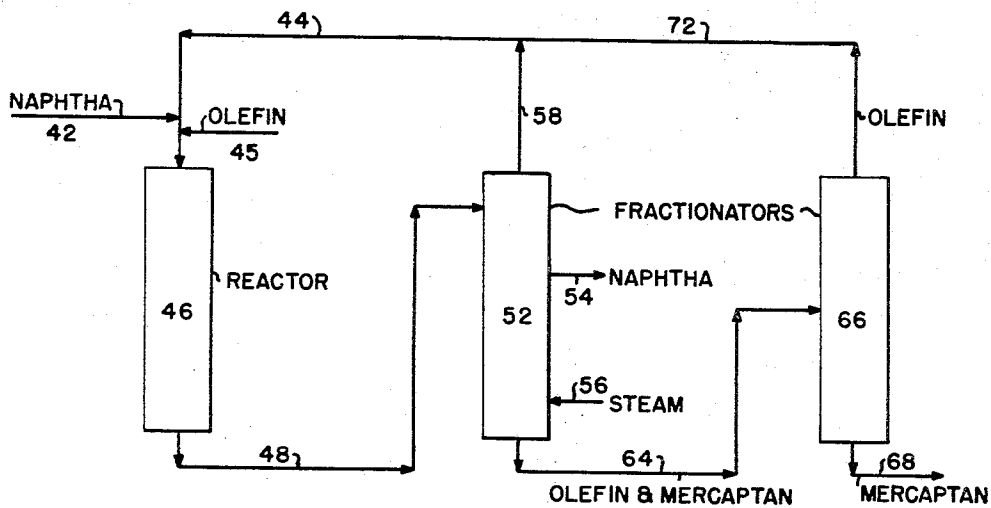 44
72
NAPHTHA
42
OLEFIN
45
58
OLEFIN
FRACTIONATORS
REACTOR
46
NAPHTHA
54
52
66
56
STEAM
48
64
OLEFIN & MERCAPTAN
68
MERCAPTAN